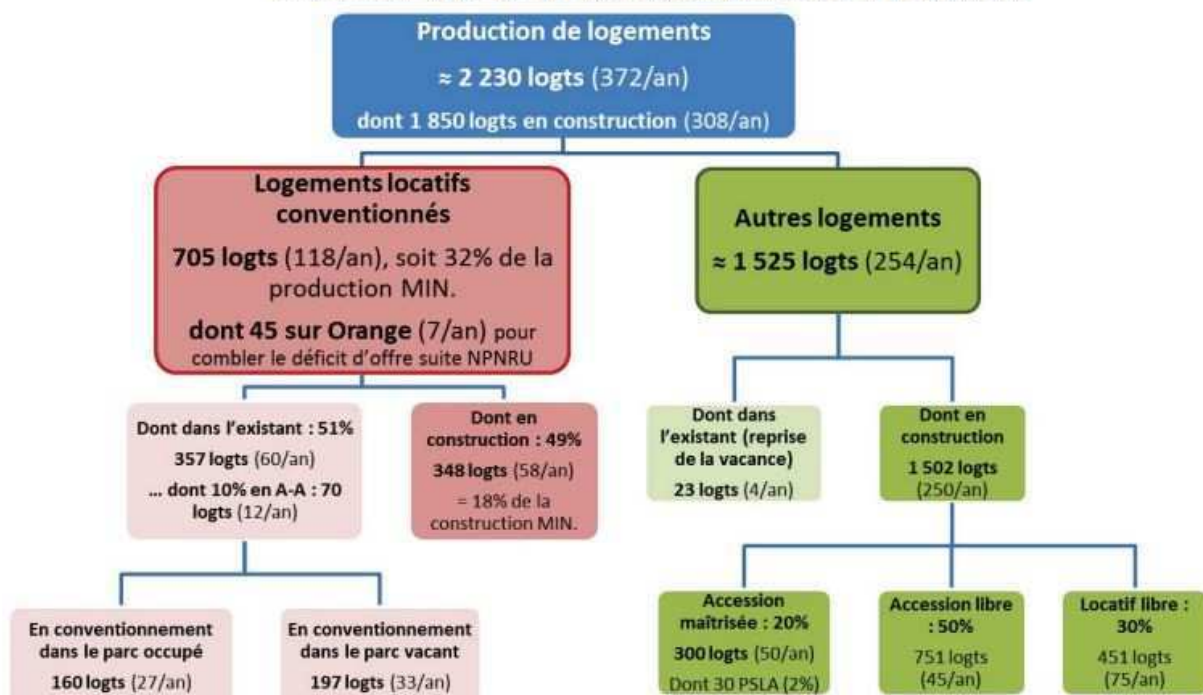 Production de logements
≈ 2 230 logts (372/an)
dont 1 850 logts en construction (308/an)
Logements locatifs
conventionnés
705 logts (118/an), soit 32% de la
production MIN.
dont 45 sur Orange (7/an) pour
combler le déficit d'offre suite NPNRU
Autres logements
≈ 1 525 logts (254/an)
Dont dans l'existant : 51%
357 logts (60/an)
... dont 10% en A-A : 70
logts (12/an)
Dont en
construction : 49%
348 logts (58/an)
= 18% de la
construction MIN.
Dont dans
l'existant (reprise
de la vacance)
23 logts (4/an)
Dont en
construction
1 502 logts
(250/an)
En conventionnement
dans le parc occupé
160 logts (27/an)
En conventionnement
dans le parc vacant
197 logts (33/an)
Accession
maîtrisée : 20%
300 logts (50/an)
Dont 30 PSLA (2%)
Accession libre
: 50%
751 logts
(45/an)
Locatif libre :
30%
451 logts
(75/an)